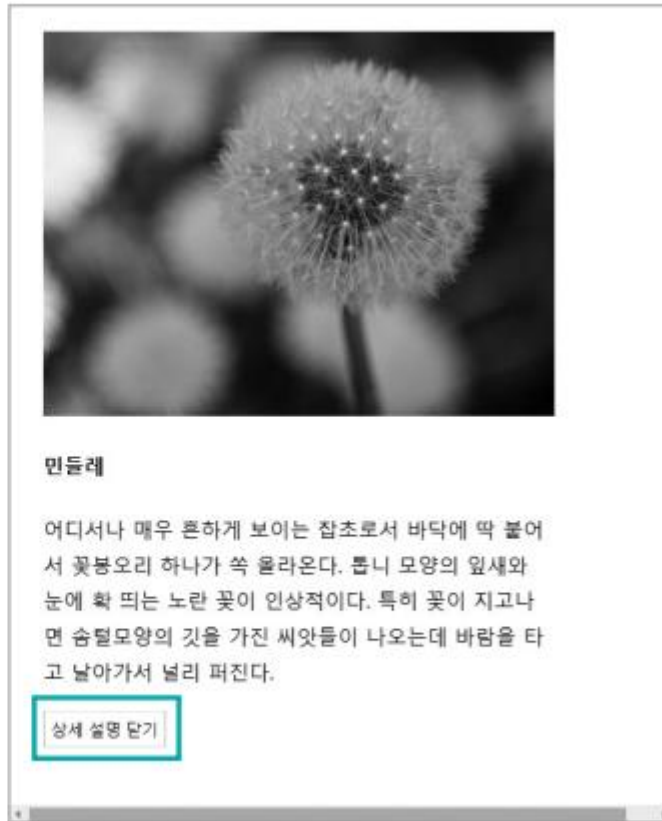 민들레
어디서나 매우 흔하게 보이는 잡초로서 바닥에 딱 붙어
서 꽃봉오리 하나가 쑥 올라온다. 톱니 모양의 잎새와
눈에 확 띄는 노란 꽃이 인상적이다. 특히 꽃이 지고나
면 솜털모양의 깃을 가진 씨앗들이 나오는데 바람을 타
고 날아가서 널리 퍼진다.
상세 설명 닫기